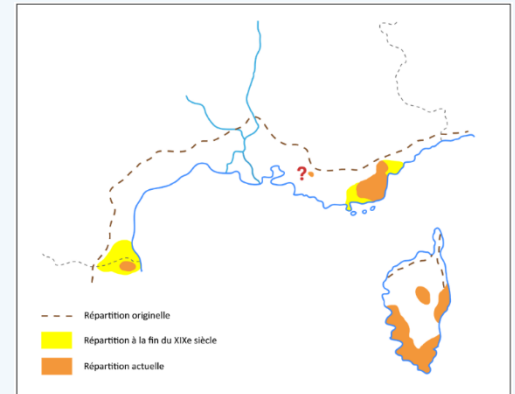 ?
Répartition originelle
Répartition à la fin du XIXe siècle
Répartition actuelle